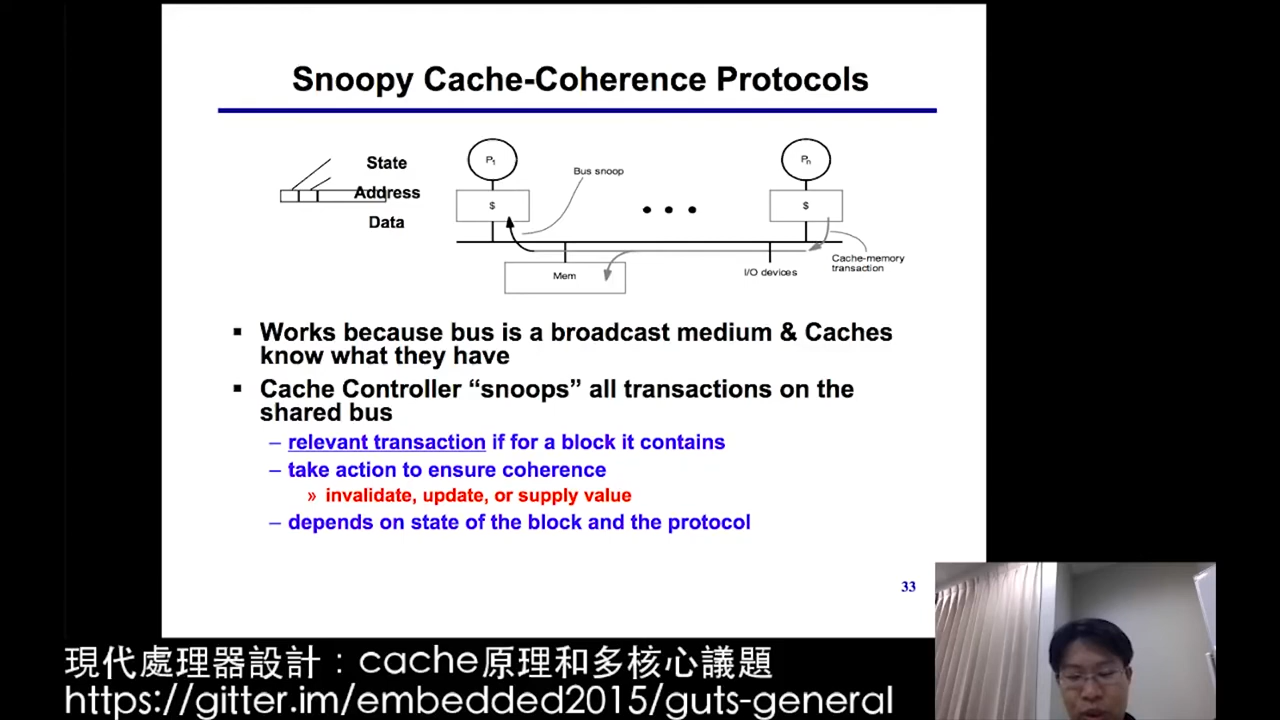 Snoopy Cache-Coherence Protocols
State
Address
Data
P1
Pn
Bus snoop
$
$
Cache-memory
transaction
Mem
I/O devices
▪ Works because bus is a broadcast medium & Caches
know what they have
▪ Cache Controller “snoops” all transactions on the
shared bus
– relevant transaction if for a block it contains
– take action to ensure coherence
» invalidate, update, or supply value
– depends on state of the block and the protocol
33
現代處理器設計：cache原理和多核心議題
https://gitter.im/embedded2015/guts-general